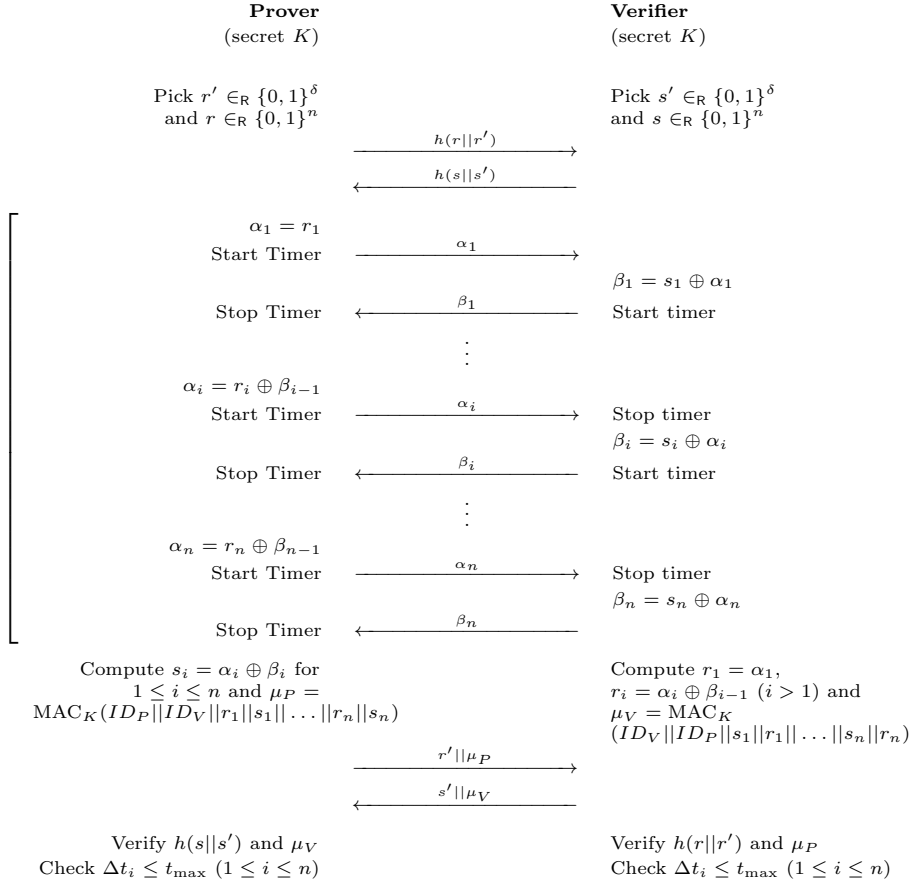 Prover Verifier
(secret K) (secret K)
Pick r′ ∈R {0, 1}^δ Pick s′ ∈R {0, 1}^δ
and r ∈R {0, 1}^n and s ∈R {0, 1}^n
h(r||r′)
h(s||s′)
α1 = r1
Start Timer α1
β1 = s1 ⊕ α1
Stop Timer β1 Start timer
⋮
αi = ri ⊕ βi−1
Start Timer αi Stop timer
βi = si ⊕ αi
Stop Timer βi Start timer
⋮
αn = rn ⊕ βn−1
Start Timer αn Stop timer
βn = sn ⊕ αn
Stop Timer βn
Compute si = αi ⊕ βi for Compute r1 = α1,
1 ≤ i ≤ n and μP = ri = αi ⊕ βi−1 (i > 1) and
MACK(IDP||IDV||r1||s1|| . . . ||rn||sn) μV = MACK
(IDV||IDP||s1||r1|| . . . ||sn||rn)
r′||μP
s′||μV
Verify h(s||s′) and μV Verify h(r||r′) and μP
Check Δti ≤ tmax (1 ≤ i ≤ n) Check Δti ≤ tmax (1 ≤ i ≤ n)